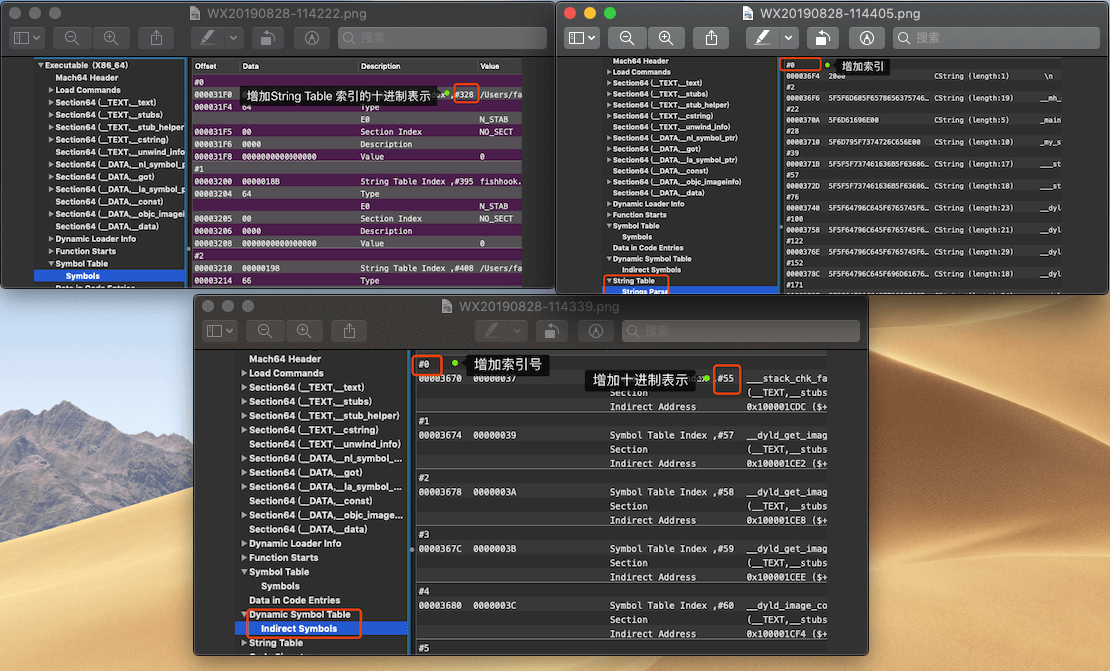 WX20190828-114222.png
搜索
Executable (X86_64)
Mach64 Header
Load Commands
Section64 (__TEXT,__text)
Section64 (__TEXT,__stubs)
Section64 (__TEXT,__stub_helper
Section64 (__TEXT,__cstring)
Section64 (__TEXT,__unwind_info
Section64 (__DATA,__nl_symbol_p
Section64 (__DATA,__got)
Section64 (__DATA,__la_symbol_p
Section64 (__DATA,__const)
Section64 (__DATA,__objc_imagei
Section64 (__DATA,__data)
Dynamic Loader Info
Function Starts
Symbol Table
Symbols
Offset Data Description Value
#0
000031F0 增加String Table 索引的十进制表示 ,#328 /Users/fa
000031F4 64 Type
E0 N_STAB
000031F5 00 Section Index NO_SECT
000031F6 0000 Description
000031F8 0000000000000000 Value 0
#1
00003200 0000018B String Table Index ,#395 fishhook.
00003204 64 Type
E0 N_STAB
00003205 00 Section Index NO_SECT
00003206 0000 Description
00003208 0000000000000000 Value 0
#2
00003210 00000198 String Table Index ,#408 /Users/fa
00003214 66 Type
WX20190828-114405.png
搜索
Mach64 Header
Load Commands
Section64 (__TEXT,__text)
Section64 (__TEXT,__stubs)
Section64 (__TEXT,__stub_helper)
Section64 (__TEXT,__cstring)
Section64 (__TEXT,__unwind_info)
Section64 (__DATA,__nl_symbol_ptr)
Section64 (__DATA,__got)
Section64 (__DATA,__la_symbol_ptr)
Section64 (__DATA,__const)
Section64 (__DATA,__objc_imageinfo)
Section64 (__DATA,__data)
Dynamic Loader Info
Function Starts
Symbol Table
Symbols
Data in Code Entries
Dynamic Symbol Table
Indirect Symbols
String Table
Strings Parse
#0 增加索引
000036F4 2000 CString (length:1) \n
#2
000036F6 5F5F6D685F6578656375746… CString (length:19) __mh_
#22
0000370A 5F6D61696E00 CString (length:5) _main
#28
00003710 5F6D795F7374726C656E00 CString (length:10) _my_s
#39
0000371B 5F5F5F737461636B5F63686… CString (length:17) ___st
#57
0000372D 5F5F5F737461636B5F63686… CString (length:18) ___st
#76
00003740 5F5F64796C645F6765745F6… CString (length:23) __dyl
#100
00003758 5F5F64796C645F6765745F6… CString (length:21) __dyl
#122
0000376E 5F5F64796C645F6765745F6… CString (length:29) __dyl
#152
0000378C 5F5F64796C645F696D61676… CString (length:18) __dyl
#171
WX20190828-114339.png
搜索
Mach64 Header
Load Commands
Section64 (__TEXT,__text)
Section64 (__TEXT,__stubs)
Section64 (__TEXT,__stub_helper)
Section64 (__TEXT,__cstring)
Section64 (__TEXT,__unwind_info)
Section64 (__DATA,__nl_symbol_...
Section64 (__DATA,__got)
Section64 (__DATA,__la_symbol_...
Section64 (__DATA,__const)
Section64 (__DATA,__objc_image...
Section64 (__DATA,__data)
Dynamic Loader Info
Function Starts
Symbol Table
Symbols
Data in Code Entries
Dynamic Symbol Table
Indirect Symbols
String Table
#0 增加索引号
00003670 00000037 增加十进制表示 ,#55 ___stack_chk_fa
Section (__TEXT,__stubs
Indirect Address 0x100001CDC ($+
#1
00003674 00000039 Symbol Table Index ,#57 __dyld_get_imag
Section (__TEXT,__stubs
Indirect Address 0x100001CE2 ($+
#2
00003678 0000003A Symbol Table Index ,#58 __dyld_get_imag
Section (__TEXT,__stubs
Indirect Address 0x100001CE8 ($+
#3
0000367C 0000003B Symbol Table Index ,#59 __dyld_get_imag
Section (__TEXT,__stubs
Indirect Address 0x100001CEE ($+
#4
00003680 0000003C Symbol Table Index ,#60 __dyld_image_co
Section (__TEXT,__stubs
Indirect Address 0x100001CF4 ($+
#5